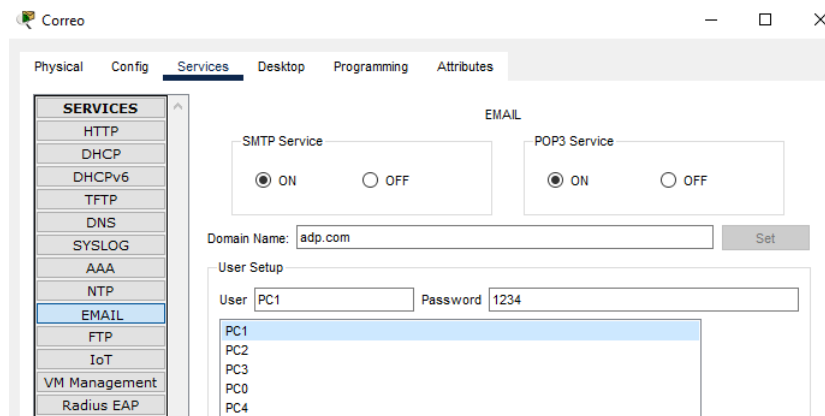 Correo
Physical Config Services Desktop Programming Attributes
SERVICES
HTTP
DHCP
DHCPv6
TFTP
DNS
SYSLOG
AAA
NTP
EMAIL
FTP
IoT
VM Management
Radius EAP
EMAIL
SMTP Service
ON OFF
POP3 Service
ON OFF
Domain Name: adp.com Set
User Setup
User PC1 Password 1234
PC1
PC2
PC3
PC0
PC4